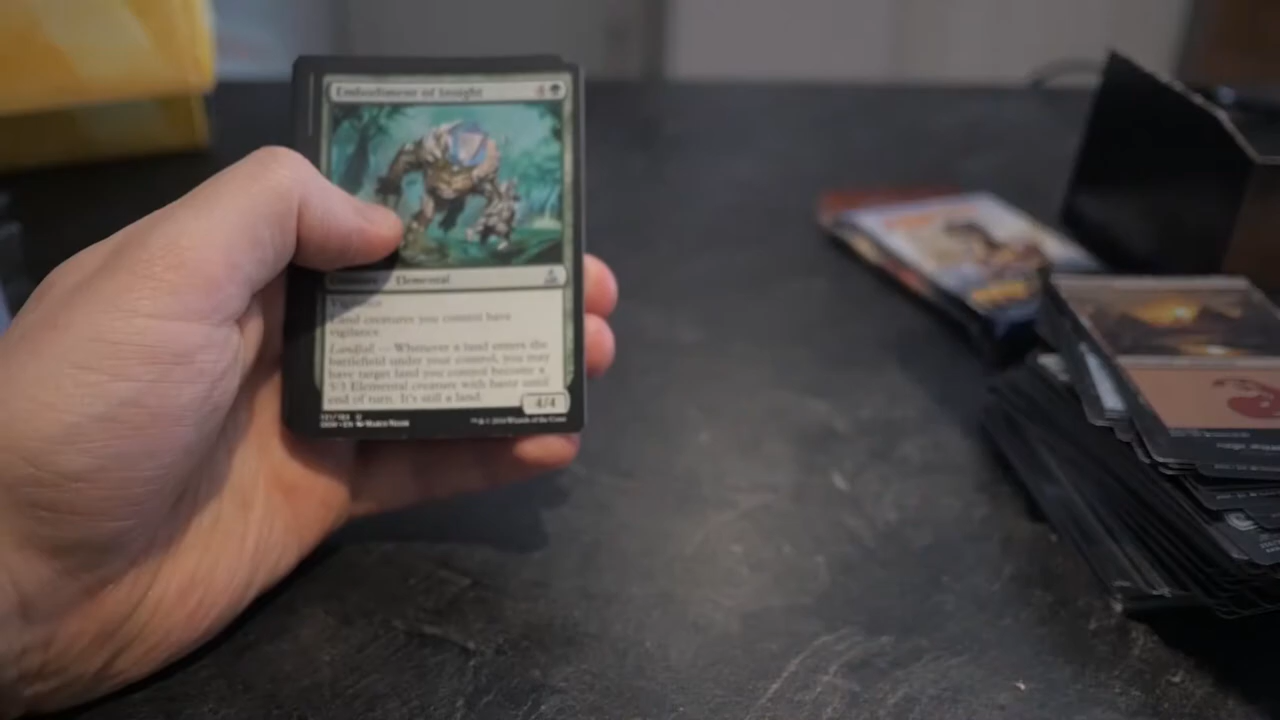 Embodiment of Insight 4
Creature Elemental
Vigilance
Land creatures you control have
vigilance.
Landfall — Whenever a land enters the
battlefield under your control, you may
have target land you control become a
3/3 Elemental creature with haste until
end of turn. It's still a land.
4/4